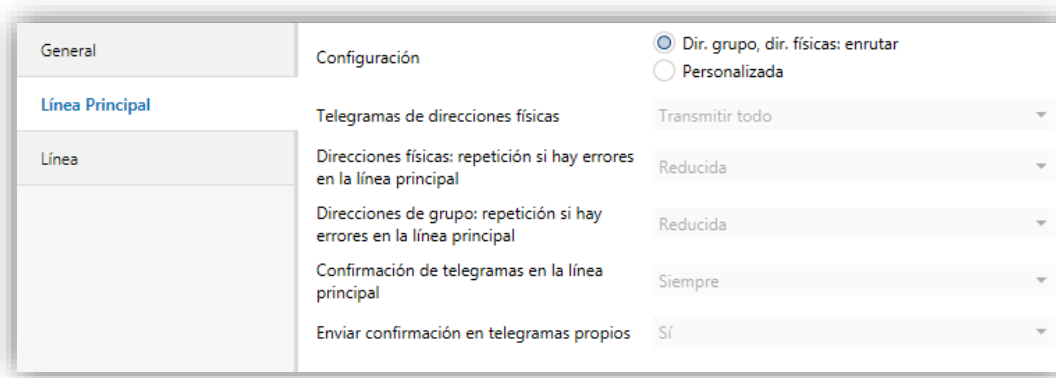 General
Línea Principal
Línea
Configuración
Dir. grupo, dir. físicas: enrutar
Personalizada
Telegramas de direcciones físicas
Transmitir todo
Direcciones físicas: repetición si hay errores
en la línea principal
Reducida
Direcciones de grupo: repetición si hay
errores en la línea principal
Reducida
Confirmación de telegramas en la línea
principal
Siempre
Enviar confirmación en telegramas propios
Sí